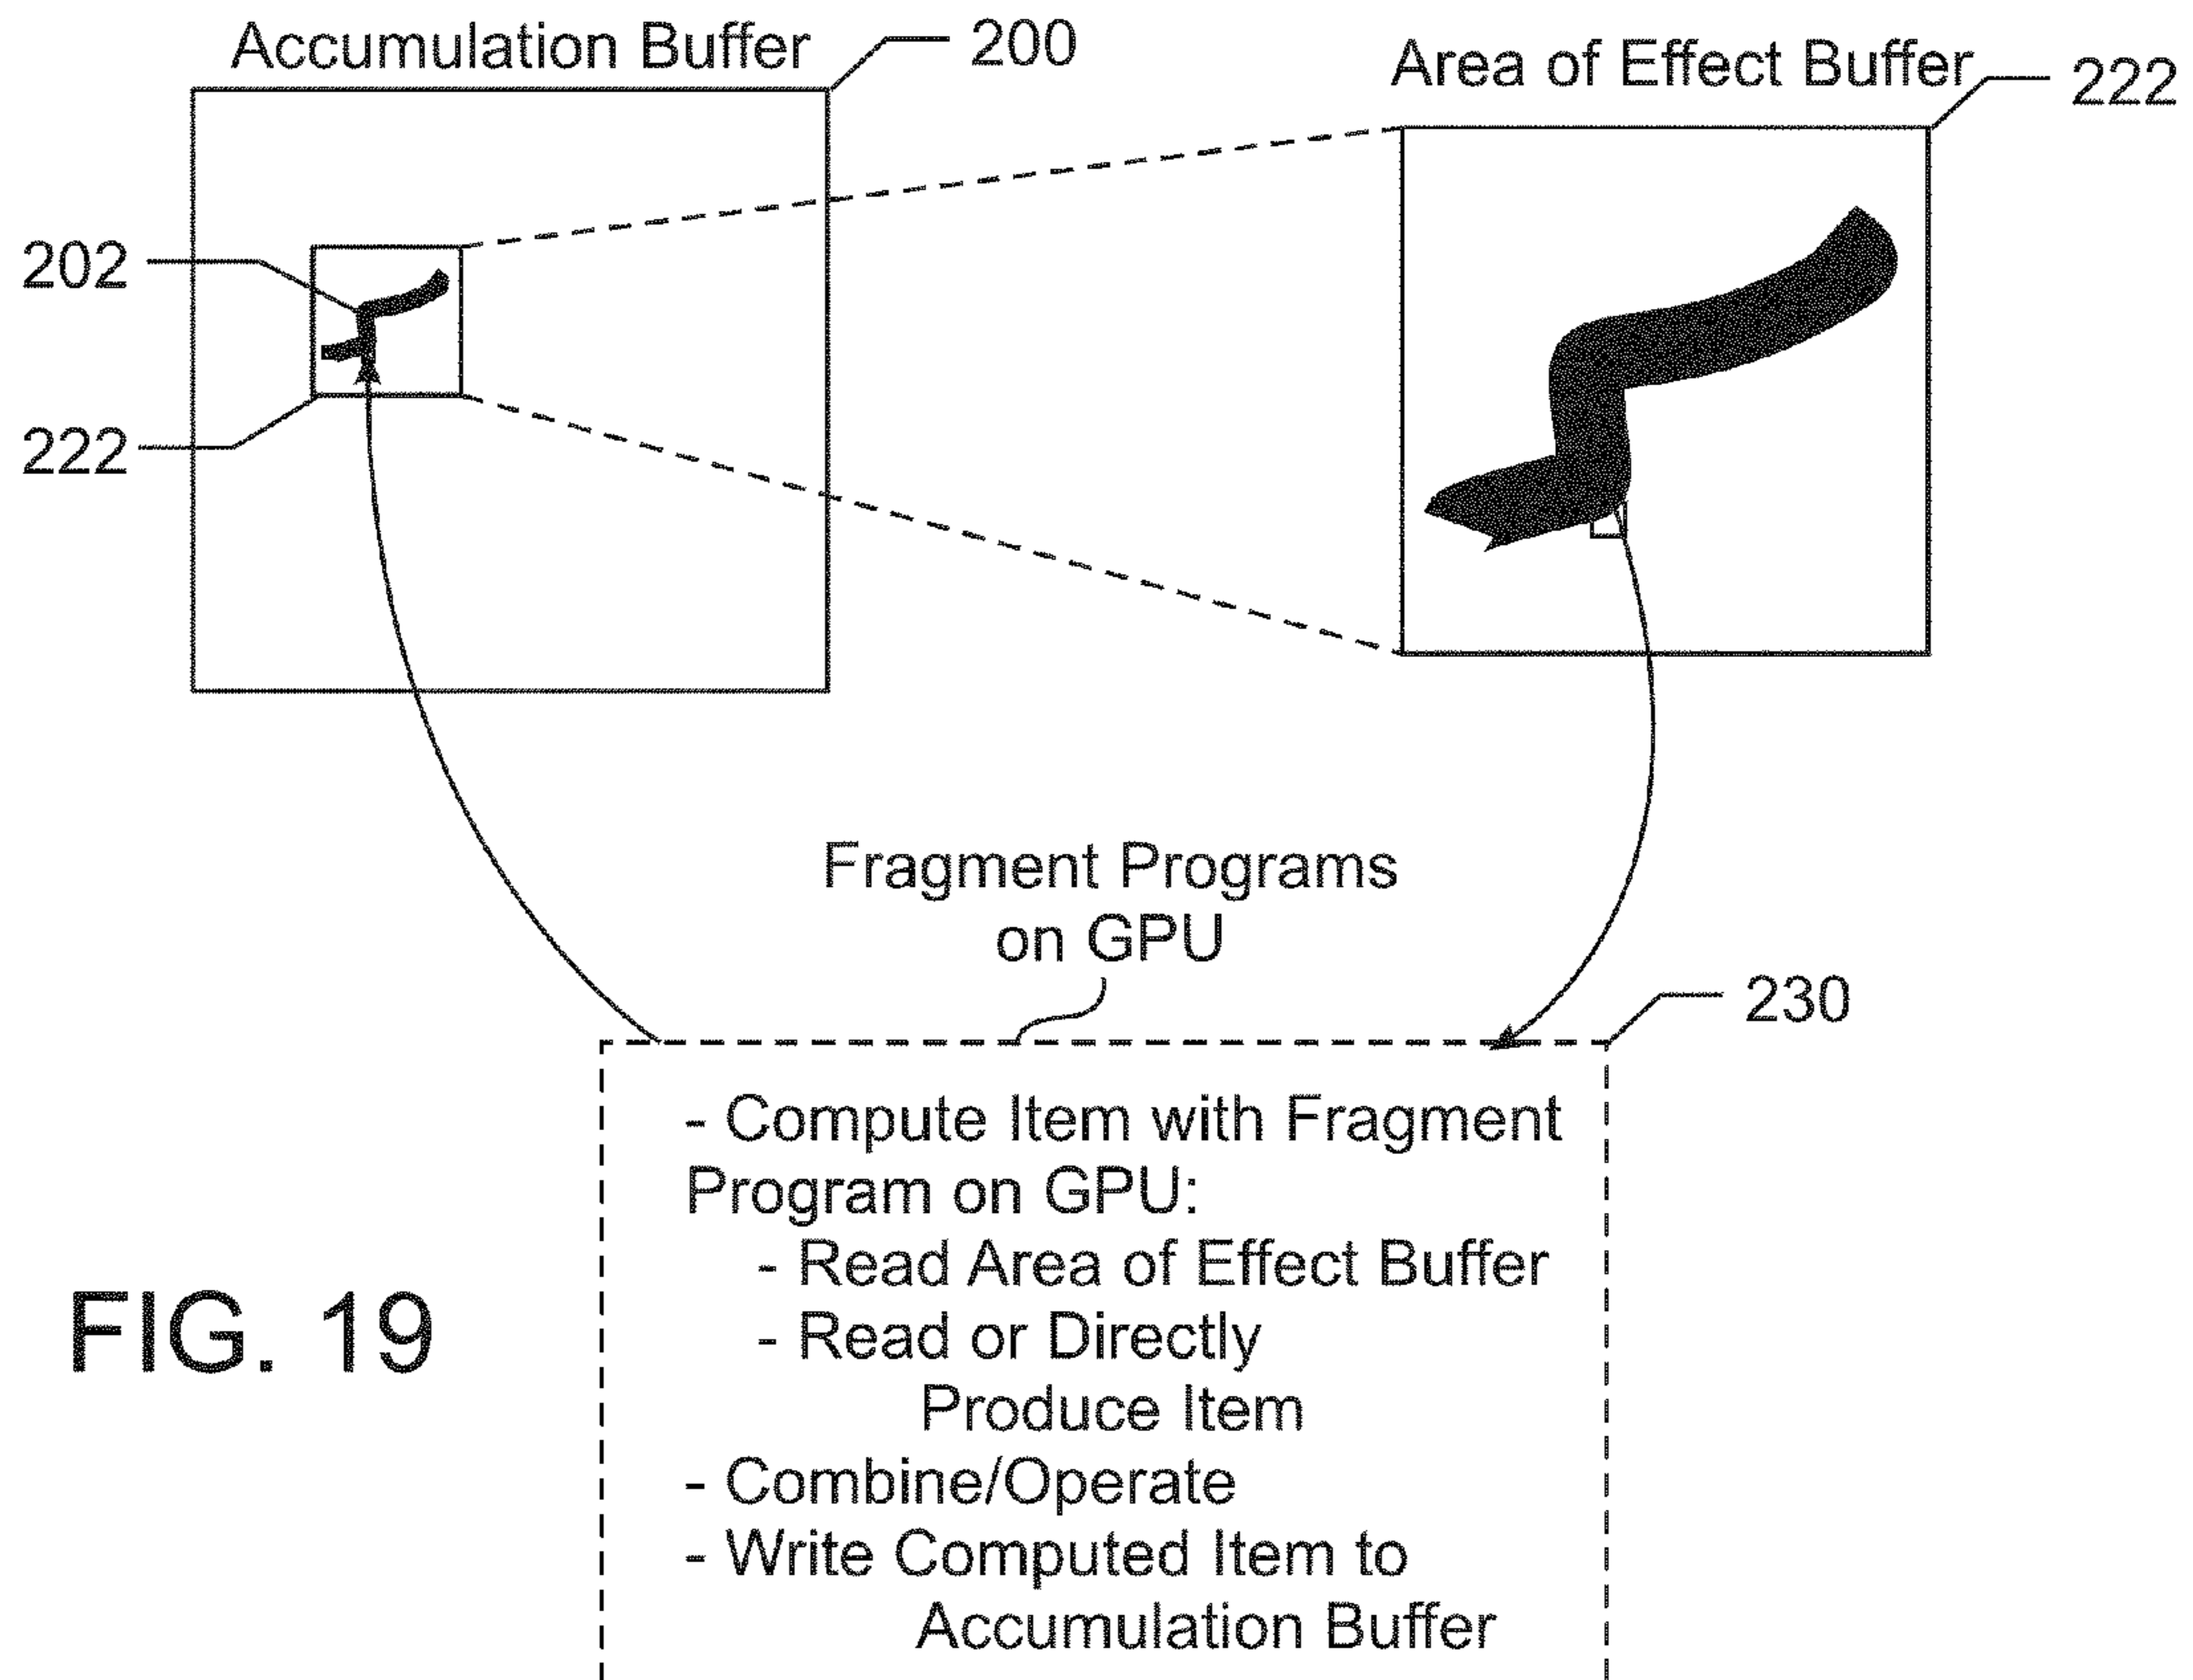 Accumulation Buffer
200
Area of Effect Buffer
222
202
222
Fragment Programs
on GPU
230
- Compute Item with Fragment
Program on GPU:
- Read Area of Effect Buffer
- Read or Directly
Produce Item
- Combine/Operate
- Write Computed Item to
Accumulation Buffer
FIG. 19